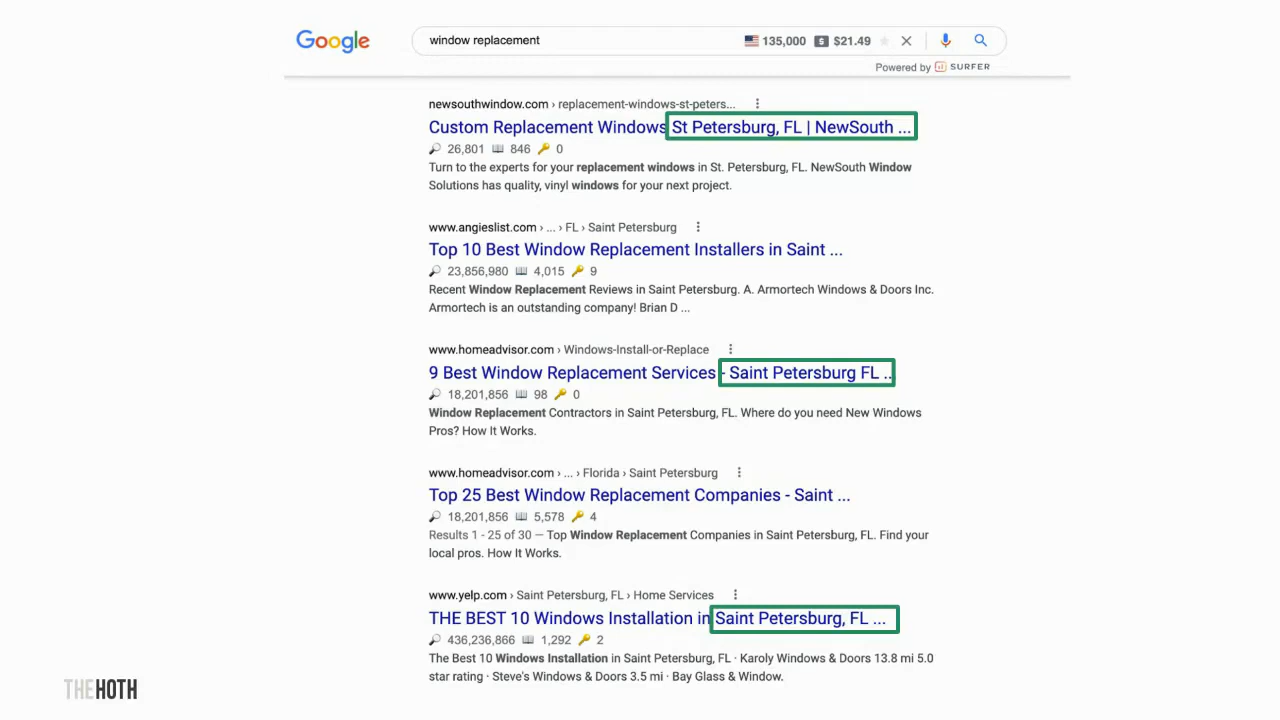 Google
window replacement 135,000 $ $21.49
Powered by SURFER
newsouthwindow.com › replacement-windows-st-peters...
Custom Replacement Windows St Petersburg, FL | NewSouth ...
26,801 846 0
Turn to the experts for your replacement windows in St. Petersburg, FL. NewSouth Window
Solutions has quality, vinyl windows for your next project.
www.angieslist.com › ... › FL › Saint Petersburg
Top 10 Best Window Replacement Installers in Saint ...
23,856,980 4,015 9
Recent Window Replacement Reviews in Saint Petersburg. A. Armortech Windows & Doors Inc.
Armortech is an outstanding company! Brian D ...
www.homeadvisor.com › Windows-Install-or-Replace
9 Best Window Replacement Services - Saint Petersburg FL ..
18,201,856 98 0
Window Replacement Contractors in Saint Petersburg, FL. Where do you need New Windows
Pros? How It Works.
www.homeadvisor.com › ... › Florida › Saint Petersburg
Top 25 Best Window Replacement Companies - Saint ...
18,201,856 5,578 4
Results 1 - 25 of 30 — Top Window Replacement Companies in Saint Petersburg, FL. Find your
local pros. How It Works.
www.yelp.com › Saint Petersburg, FL › Home Services
THE BEST 10 Windows Installation in Saint Petersburg, FL ...
436,236,866 1,292 2
The Best 10 Windows Installation in Saint Petersburg, FL · Karoly Windows & Doors 13.8 mi 5.0
star rating · Steve's Windows & Doors 3.5 mi · Bay Glass & Window.
THE HOTH